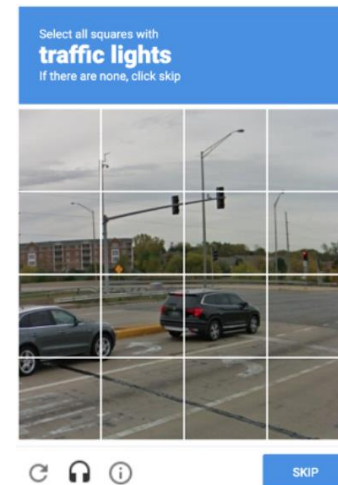 Select all squares with
traffic lights
If there are none, click skip
SKIP